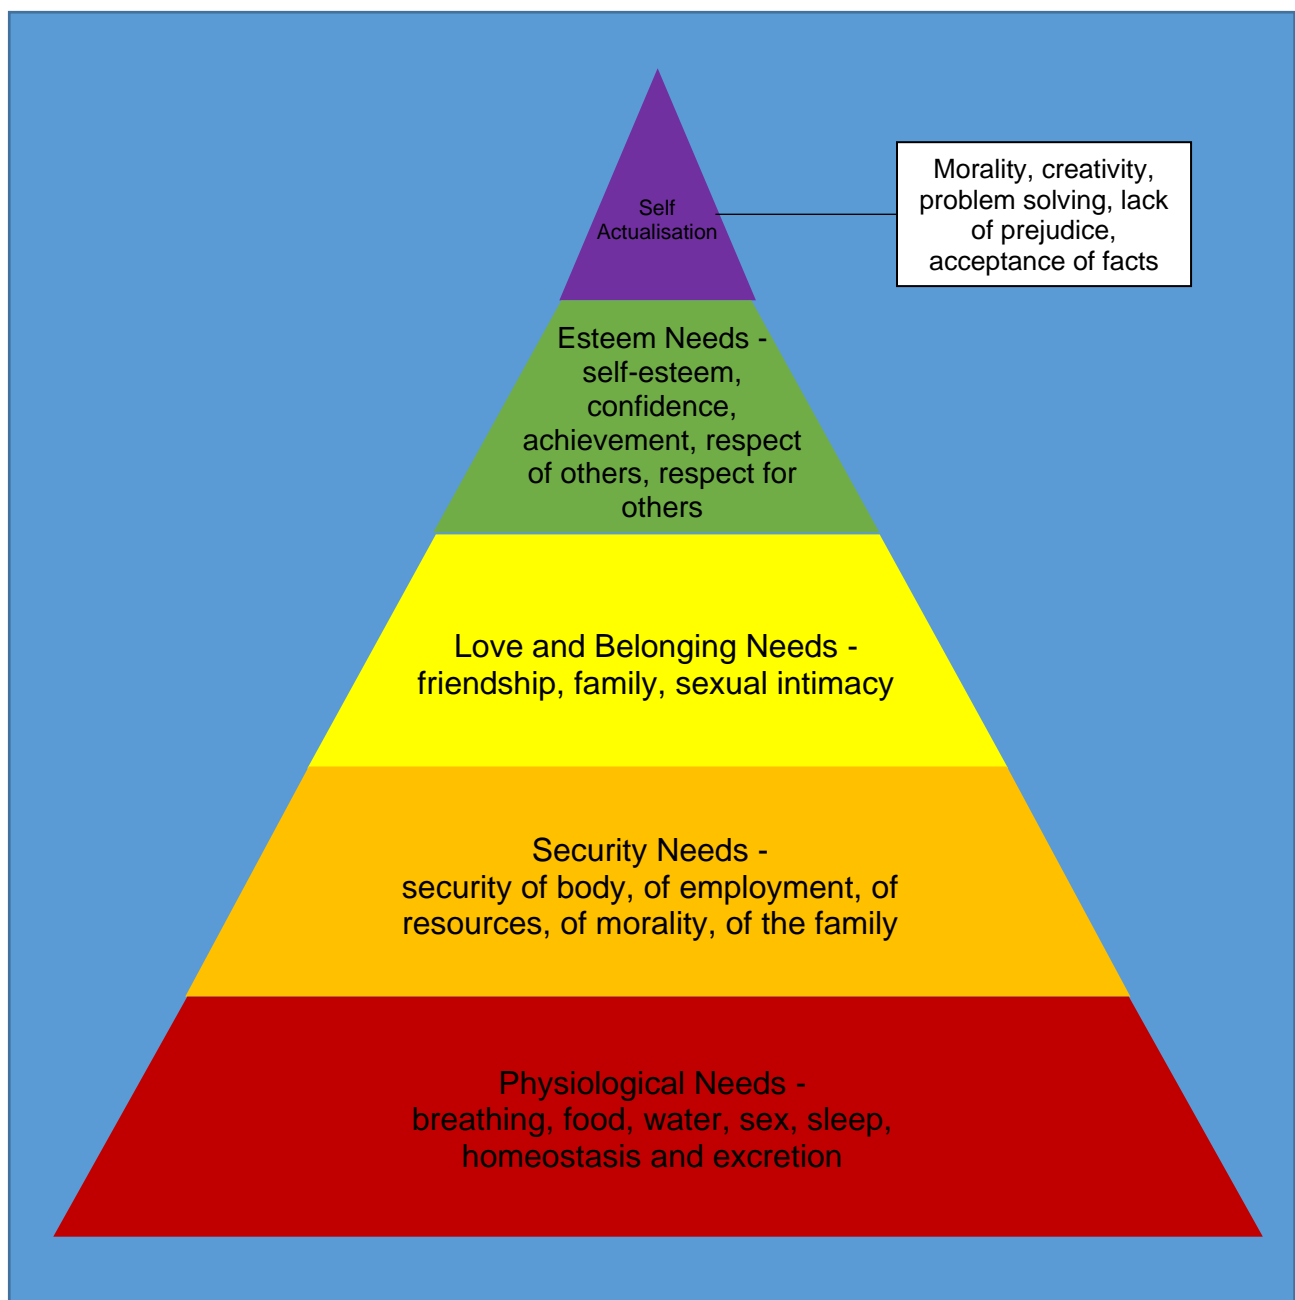 Self
Actualisation
Morality, creativity,
problem solving, lack
of prejudice,
acceptance of facts
Esteem Needs -
self-esteem,
confidence,
achievement, respect
of others, respect for
others
Love and Belonging Needs -
friendship, family, sexual intimacy
Security Needs -
security of body, of employment, of
resources, of morality, of the family
Physiological Needs -
breathing, food, water, sex, sleep,
homeostasis and excretion